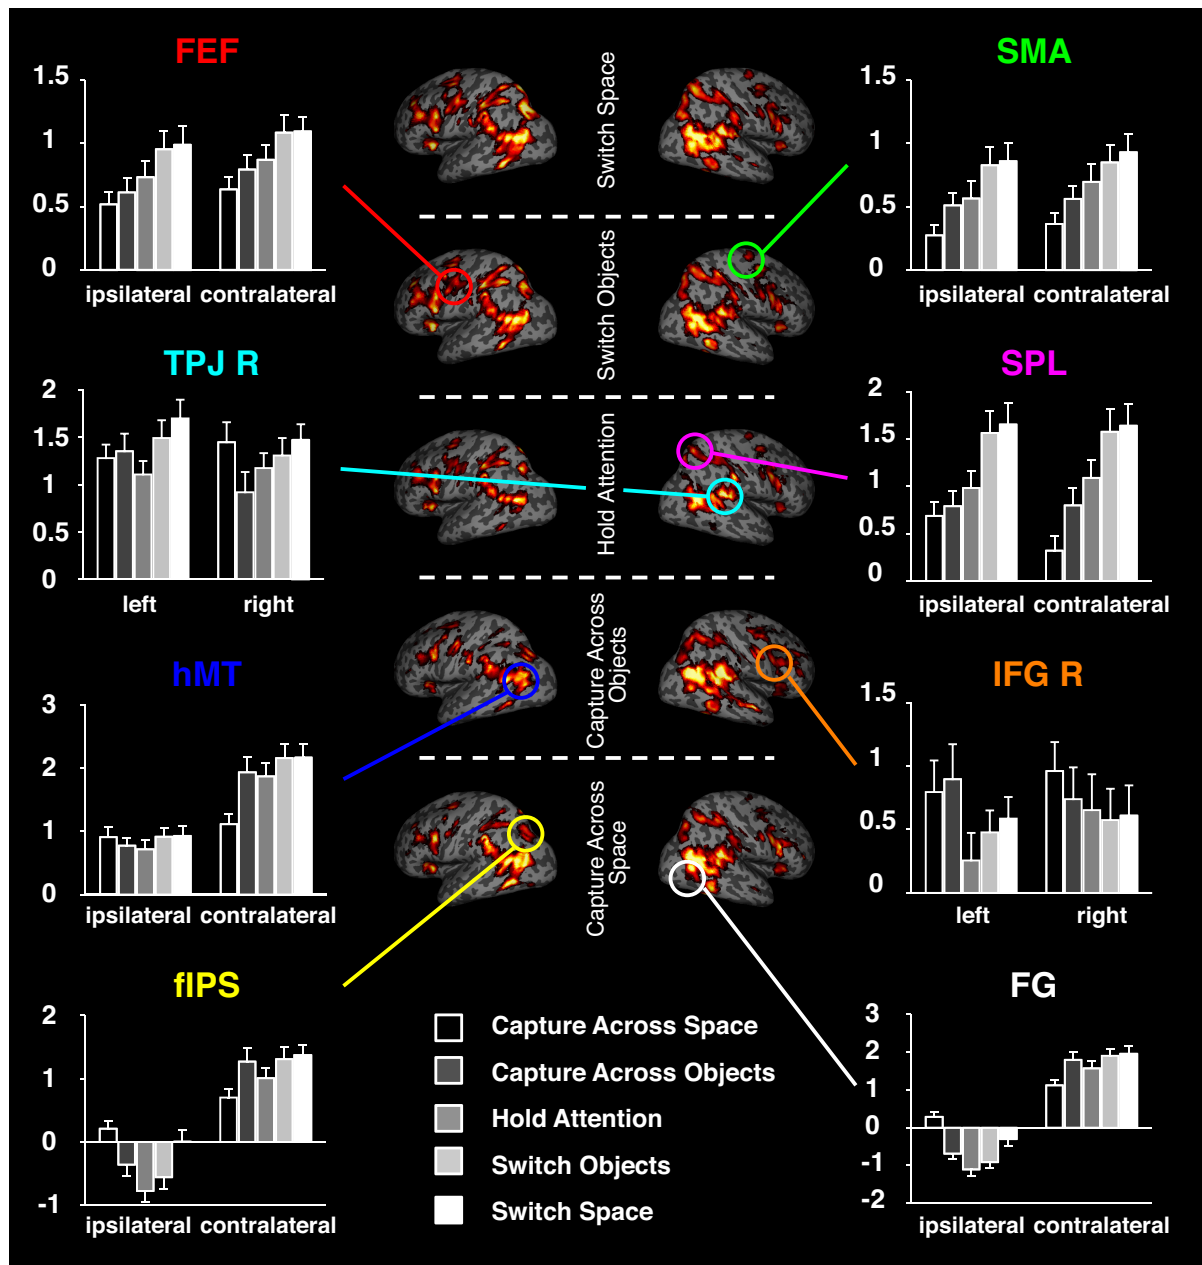 FEF
1.5
1
0.5
0
ipsilateral contralateral
SMA
1.5
1
0.5
0
ipsilateral contralateral
Switch Space
Switch Objects
Hold Attention
Capture Across
Objects
Capture Across
Space
TPJ R
2
1.5
1
0.5
0
left right
SPL
2
1.5
1
0.5
0
ipsilateral contralateral
hMT
3
2
1
0
ipsilateral contralateral
IFG R
1.5
1
0.5
0
left right
fIPS
2
1
0
-1
ipsilateral contralateral
Capture Across Space
Capture Across Objects
Hold Attention
Switch Objects
Switch Space
FG
3
2
1
0
-1
-2
ipsilateral contralateral